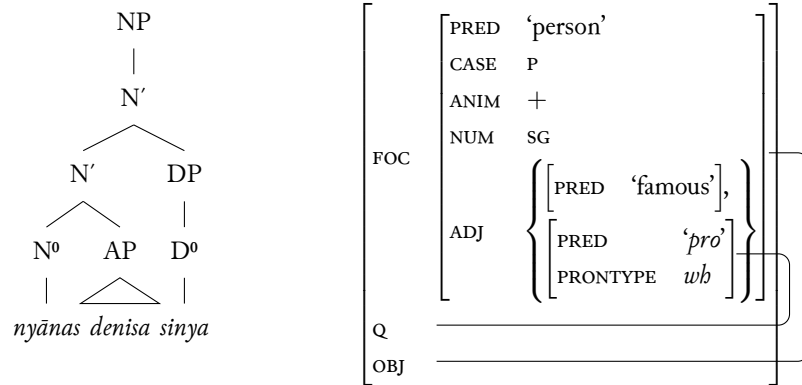 NP
N′
N′ DP
N⁰ AP D⁰
nyānas denisa sinya
PRED ‘person’
CASE P
ANIM +
NUM SG
FOC
PRED ‘famous’ ,
ADJ
PRED ‘pro’
PRONTYPE wh
Q
OBJ